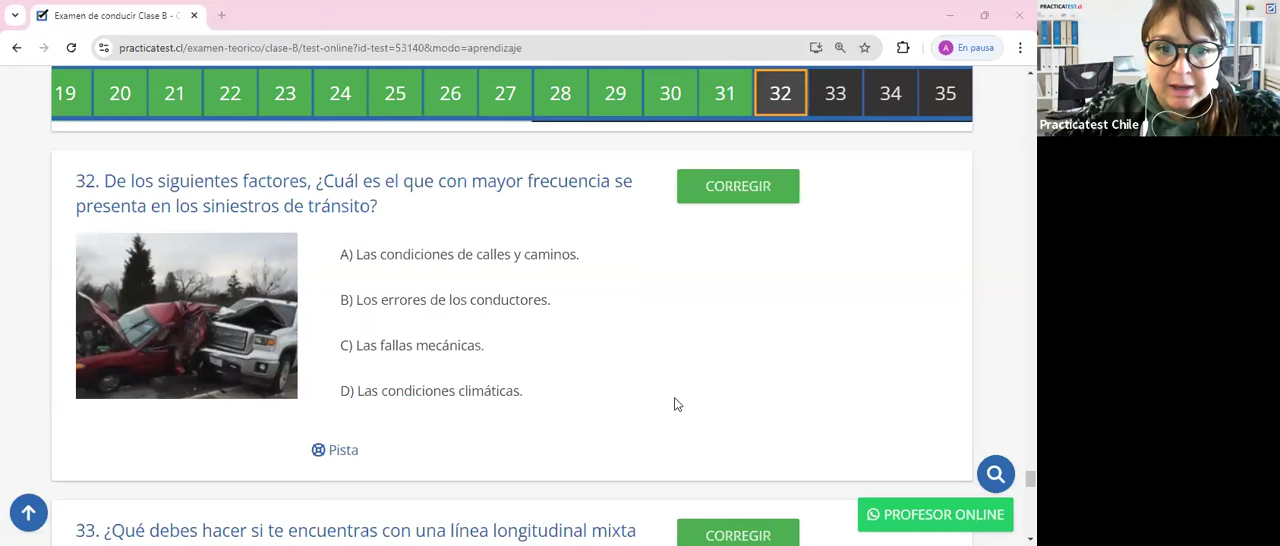 Examen de conducir Clase B - C
practicatest.cl/examen-teorico/clase-B/test-online?id-test=53140&modo=aprendizaje
A En pausa
PRACTICATEST.cl
19 20 21 22 23 24 25 26 27 28 29 30 31 32 33 34 35
Practicatest Chile
32. De los siguientes factores, ¿Cuál es el que con mayor frecuencia se
presenta en los siniestros de tránsito?
CORREGIR
A) Las condiciones de calles y caminos.
B) Los errores de los conductores.
C) Las fallas mecánicas.
D) Las condiciones climáticas.
Pista
PROFESOR ONLINE
33. ¿Qué debes hacer si te encuentras con una línea longitudinal mixta
CORREGIR